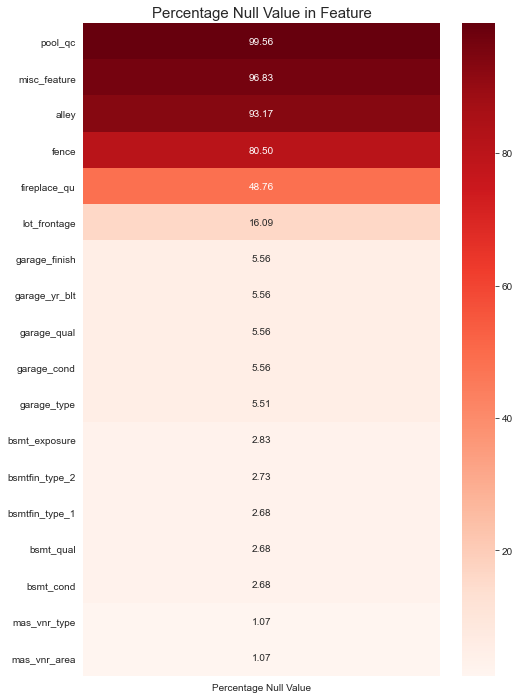 Percentage Null Value in Feature
pool_qc 99.56
misc_feature 96.83
alley 93.17
fence 80.50
fireplace_qu 48.76
lot_frontage 16.09
garage_finish 5.56
garage_yr_blt 5.56
garage_qual 5.56
garage_cond 5.56
garage_type 5.51
bsmt_exposure 2.83
bsmtfin_type_2 2.73
bsmtfin_type_1 2.68
bsmt_qual 2.68
bsmt_cond 2.68
mas_vnr_type 1.07
mas_vnr_area 1.07
Percentage Null Value
80
60
40
20